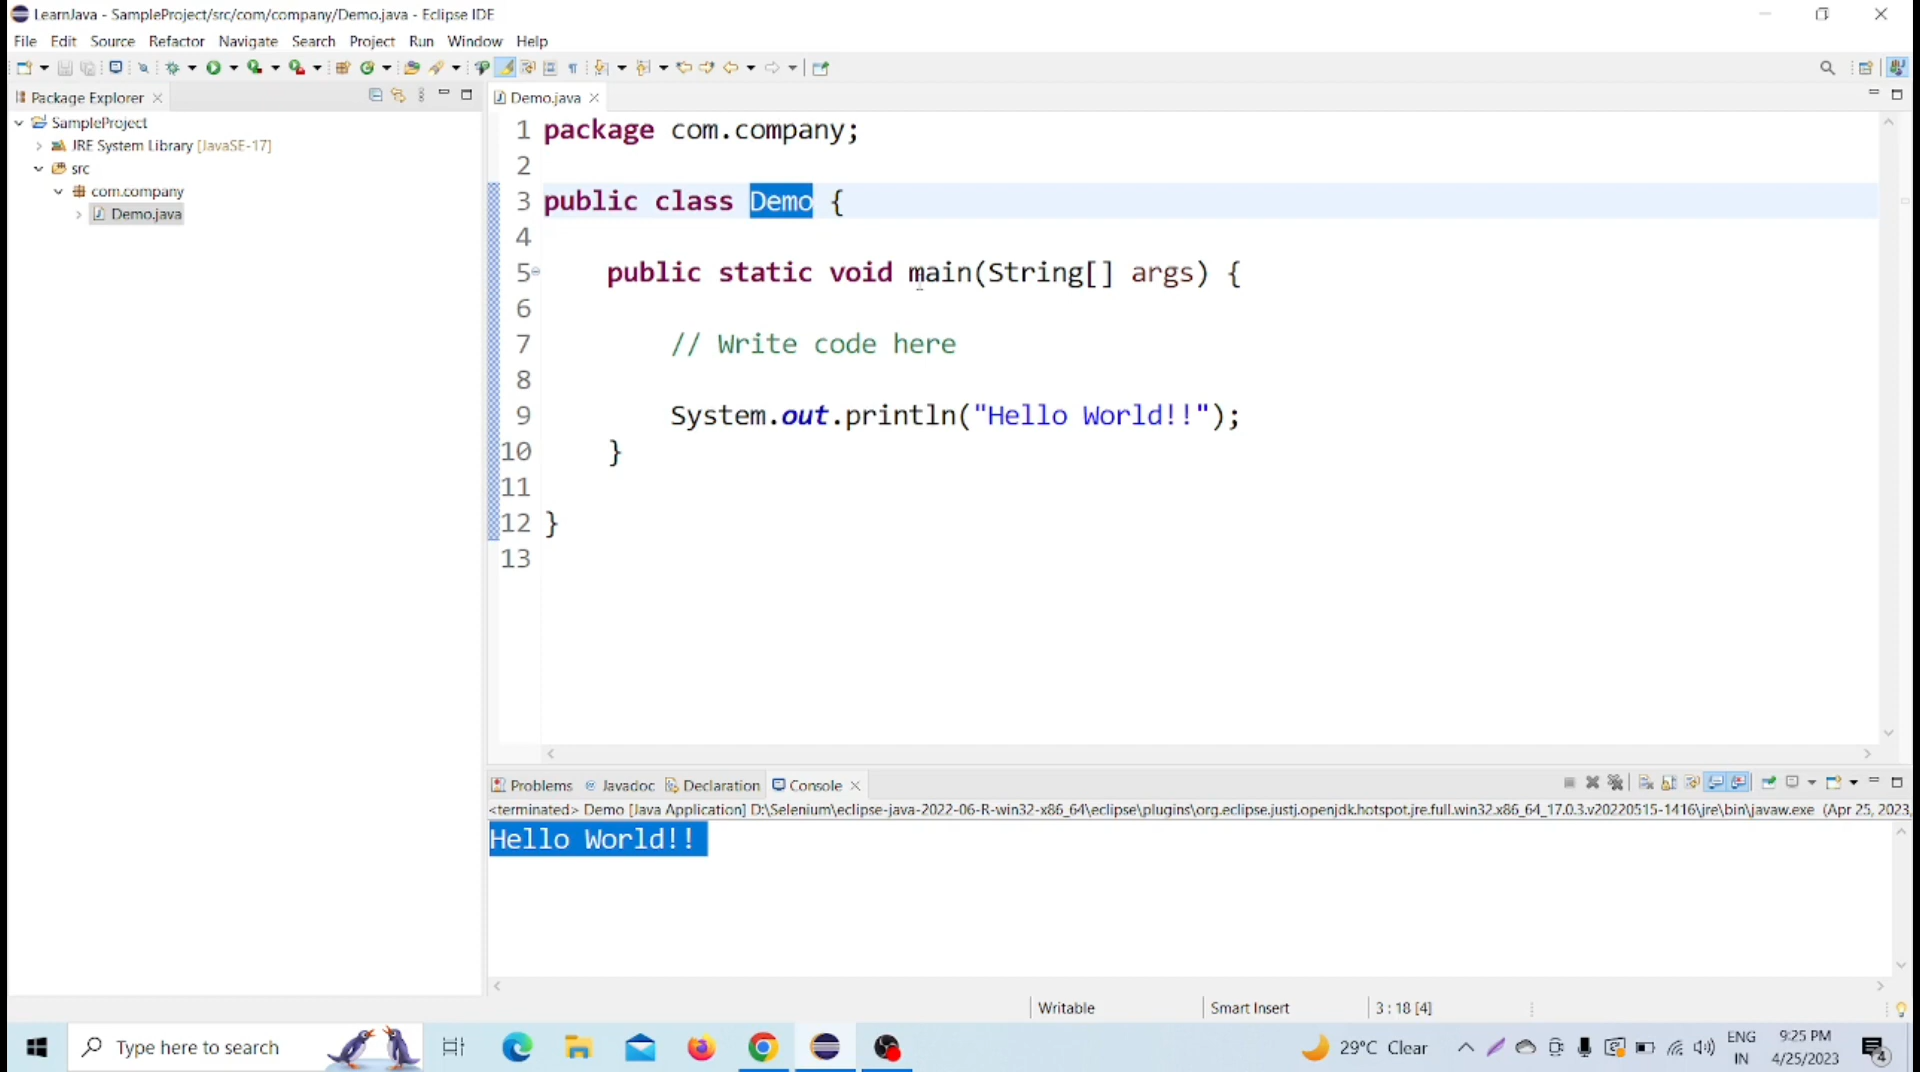 LearnJava - SampleProject/src/com/company/Demo.java - Eclipse IDE
File Edit Source Refactor Navigate Search Project Run Window Help
Package Explorer
SampleProject
JRE System Library [JavaSE-17]
src
com.company
Demo.java
Demo.java
1 package com.company;
2
3 public class Demo {
4
5 public static void main(String[] args) {
6
7 // Write code here
8
9 System.out.println("Hello World!!");
10 }
11
12 }
13
Problems Javadoc Declaration Console
<terminated> Demo [Java Application] D:\Selenium\eclipse-java-2022-06-R-win32-x86_64\eclipse\plugins\org.eclipse.justj.openjdk.hotspot.jre.full.win32.x86_64_17.0.3.v20220515-1416\jre\bin\javaw.exe (Apr 25, 2023,
Hello World!!
Writable Smart Insert 3 : 18 [4]
Type here to search
29°C Clear
ENG
IN
9:25 PM
4/25/2023
4